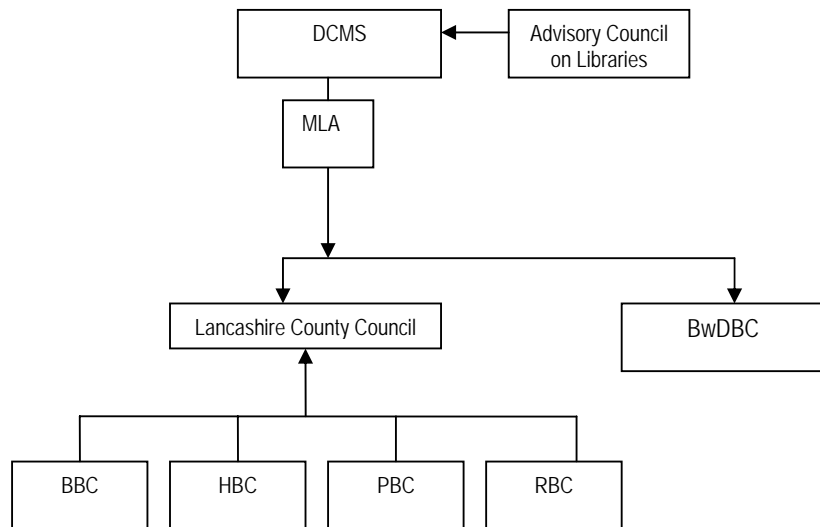 DCMS
Advisory Council
on Libraries
MLA
Lancashire County Council
BwDBC
BBC
HBC
PBC
RBC